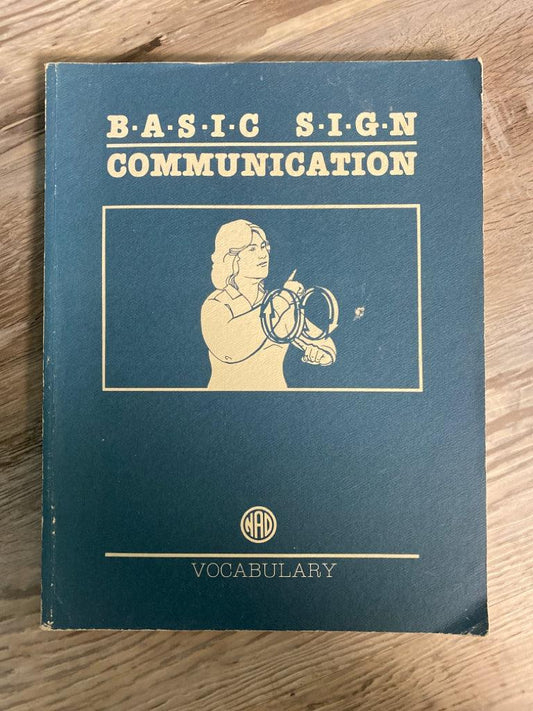 B·A·S·I·C S·I·G·N
COMMUNICATION
NAD
VOCABULARY